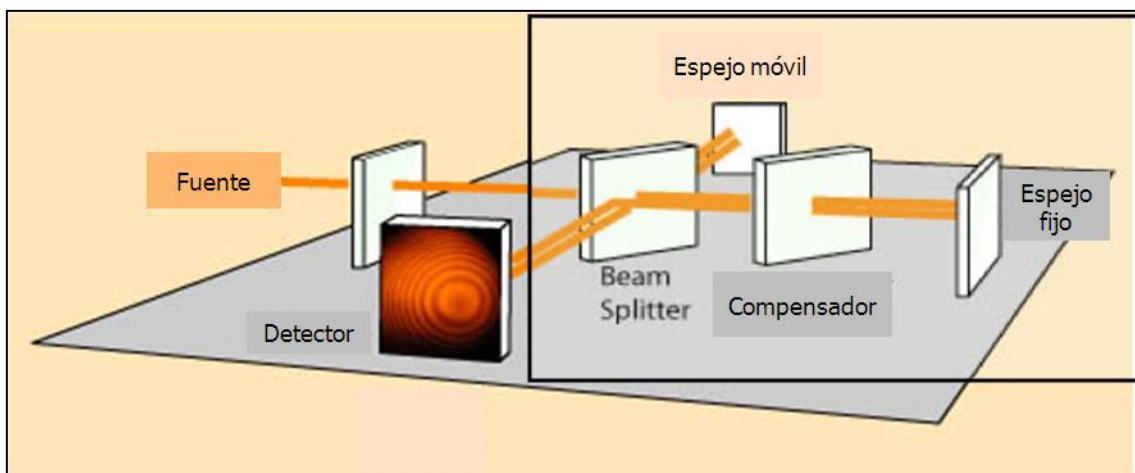 Espejo móvil
Fuente
Espejo
fijo
Beam
Splitter
Compensador
Detector